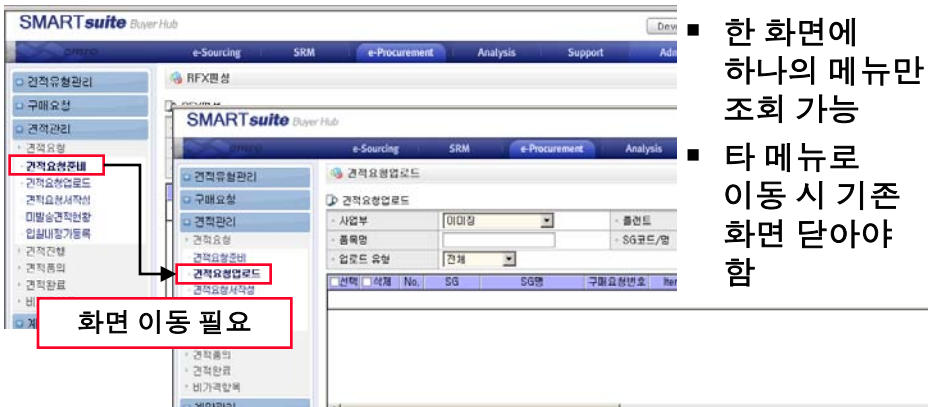 SMARTsuite Buyer Hub
e-Sourcing SRM e-Procurement Analysis Support
견적유형관리
구매요청
견적관리
견적요청
견적요청준비
견적요청업로드
견적요청서작성
미발송견적현황
입찰내정가등록
견적진행
견적품의
견적완료
RFX편성
SMARTsuite Buyer Hub
e-Sourcing SRM e-Procurement Analysis
견적유형관리
구매요청
견적관리
견적요청
견적요청준비
견적요청업로드
견적요청서작성
견적품의
견적완료
비가격항목
견적요청업로드
견적요청업로드
사업부 이미징 플랜트
품목명 SG코드/명
업로드 유형 전체
선택 삭제 No. SG SG명 구매요청번호
화면 이동 필요
▪ 한 화면에
하나의 메뉴만
조회 가능
▪ 타 메뉴로
이동 시 기존
화면 닫아야
함